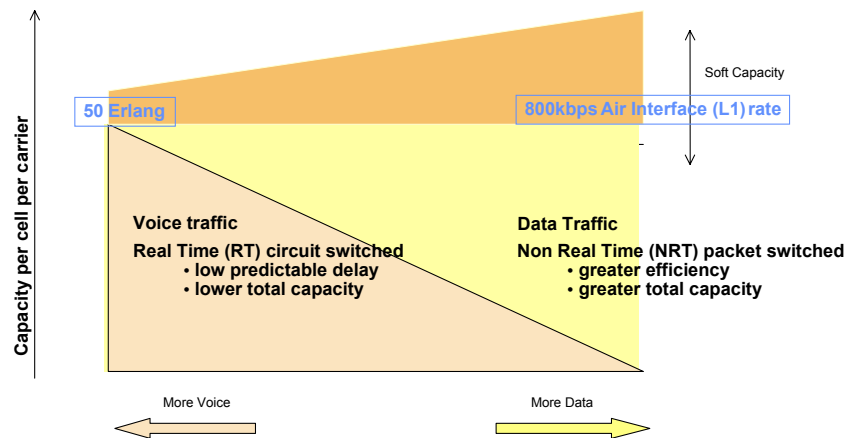 Capacity per cell per carrier
Soft Capacity
50 Erlang
800kbps Air Interface (L1) rate
Voice traffic
Real Time (RT) circuit switched
• low predictable delay
• lower total capacity
Data Traffic
Non Real Time (NRT) packet switched
• greater efficiency
• greater total capacity
More Voice
More Data